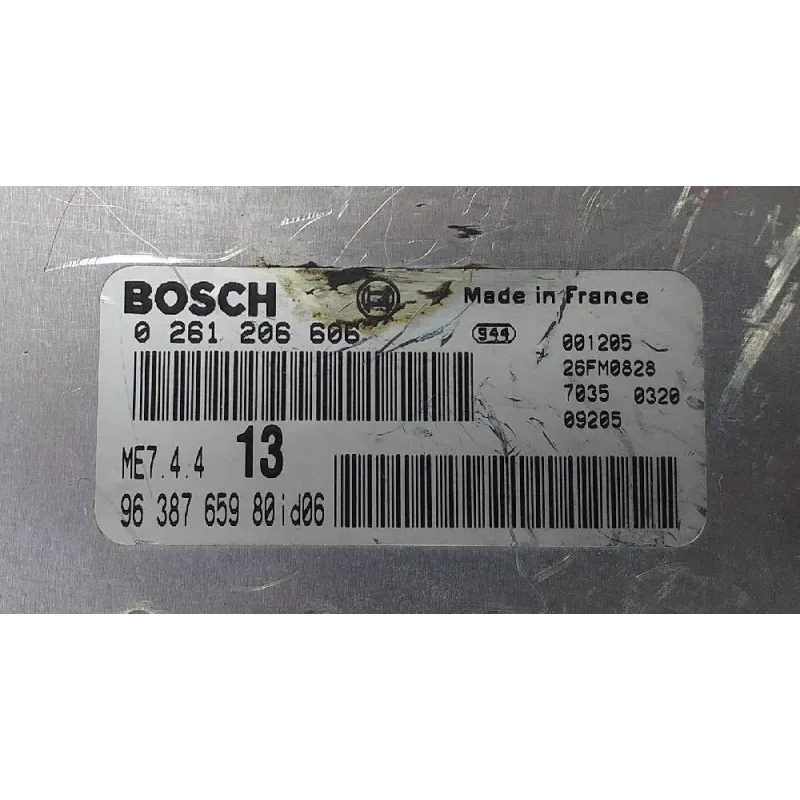 BOSCH
Made in France
0 261 206 606
944
001205
26FM0828
7035 0320
09205
ME7.4.4 13
96 387 659 80id06